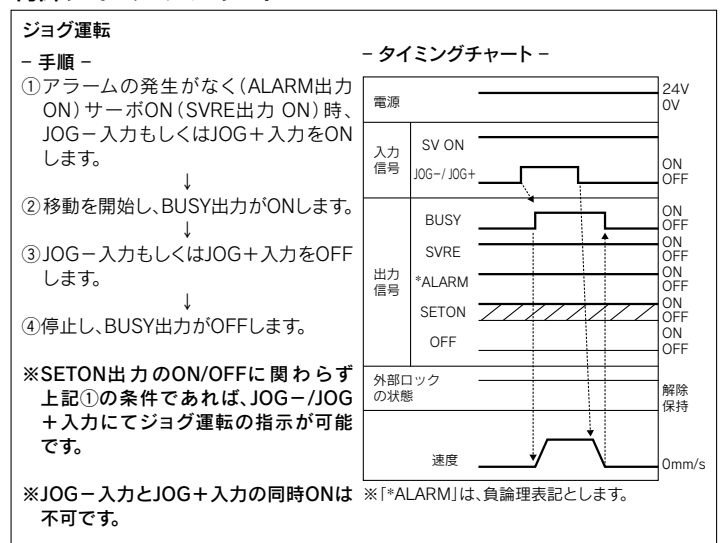 ジョグ運転
– 手順 –
①アラームの発生がなく(ALARM出力
ON)サーボON(SVRE出力 ON)時、
JOG－入力もしくはJOG＋入力をON
します。
↓
②移動を開始し、BUSY出力がONします。
↓
③JOG－入力もしくはJOG＋入力をOFF
します。
↓
④停止し、BUSY出力がOFFします。
※SETON出力のON/OFFに関わらず
上記①の条件であれば、JOG－/JOG
＋入力にてジョグ運転の指示が可能
です。
※JOG－入力とJOG＋入力の同時ONは
不可です。
– タイミングチャート –
電源
24V
0V
入力
信号
SV ON
JOG-/ JOG+
ON
OFF
出力
信号
BUSY
ON
OFF
SVRE
ON
OFF
*ALARM
ON
OFF
SETON
ON
OFF
OFF
ON
OFF
外部ロック
の状態
解除
保持
速度
0mm/s
※「*ALARM」は、負論理表記とします。